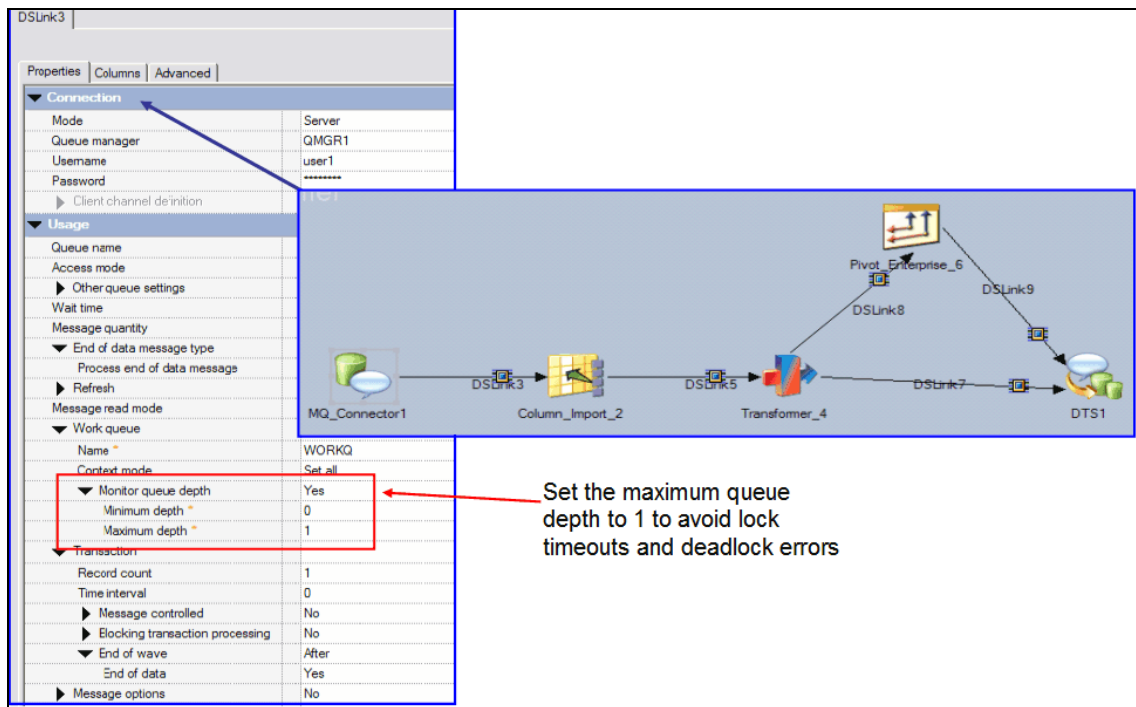 DSLink3
Properties Columns Advanced
Connection
Mode Server
Queue manager QMGR1
Username user1
Password ********
Client channel definition
Usage
Queue name
Access mode
Other queue settings
Wait time
Message quantity
End of data message type
Process end of data message
Refresh
Message read mode
Work queue
Name * WORKQ
Context mode Set all
Monitor queue depth Yes
Minimum depth * 0
Maximum depth * 1
Transaction
Record count 1
Time interval 0
Message controlled No
Blocking transaction processing No
End of wave After
End of data Yes
Message options No
Pivot_Enterprise_6
DSLink9
DSLink8
DSLink3
DSLink5
DSLink7
MQ_Connector1
Column_Import_2
Transformer_4
DTS1
Set the maximum queue
depth to 1 to avoid lock
timeouts and deadlock errors